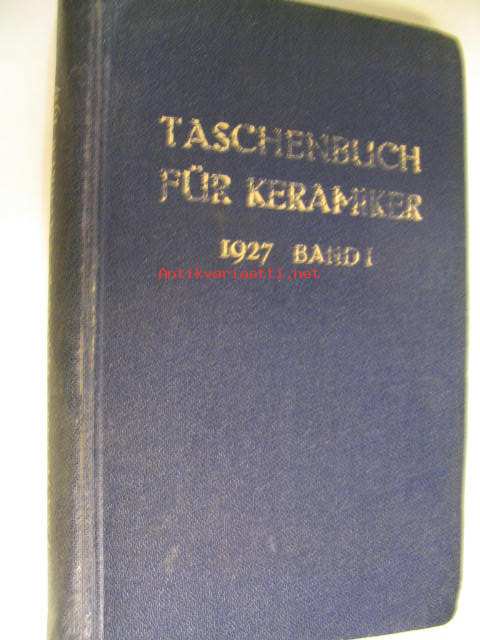 TASCHENBUCH
FÜR KERAMIKER
1927 BAND I
Antikvariaatti.net